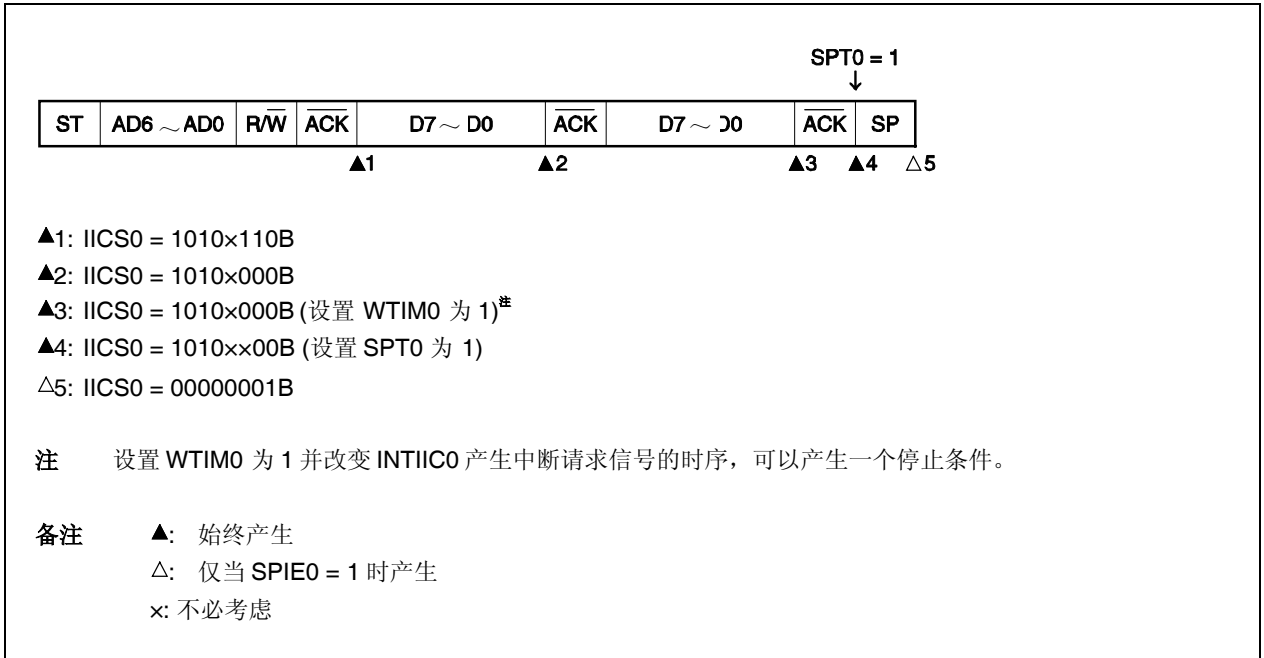 SPT0 = 1
↓
ST AD6 ～ AD0 R/W̅ A̅C̅K̅ D7～ D0 A̅C̅K̅ D7～ D0 A̅C̅K̅ SP
▲1 ▲2 ▲3 ▲4 △5
▲1: IICS0 = 1010×110B
▲2: IICS0 = 1010×000B
▲3: IICS0 = 1010×000B (设置 WTIM0 为 1)注
▲4: IICS0 = 1010××00B (设置 SPT0 为 1)
△5: IICS0 = 00000001B
注 设置 WTIM0 为 1 并改变 INTIIC0 产生中断请求信号的时序，可以产生一个停止条件。
备注 ▲: 始终产生
△: 仅当 SPIE0 = 1 时产生
×: 不必考虑